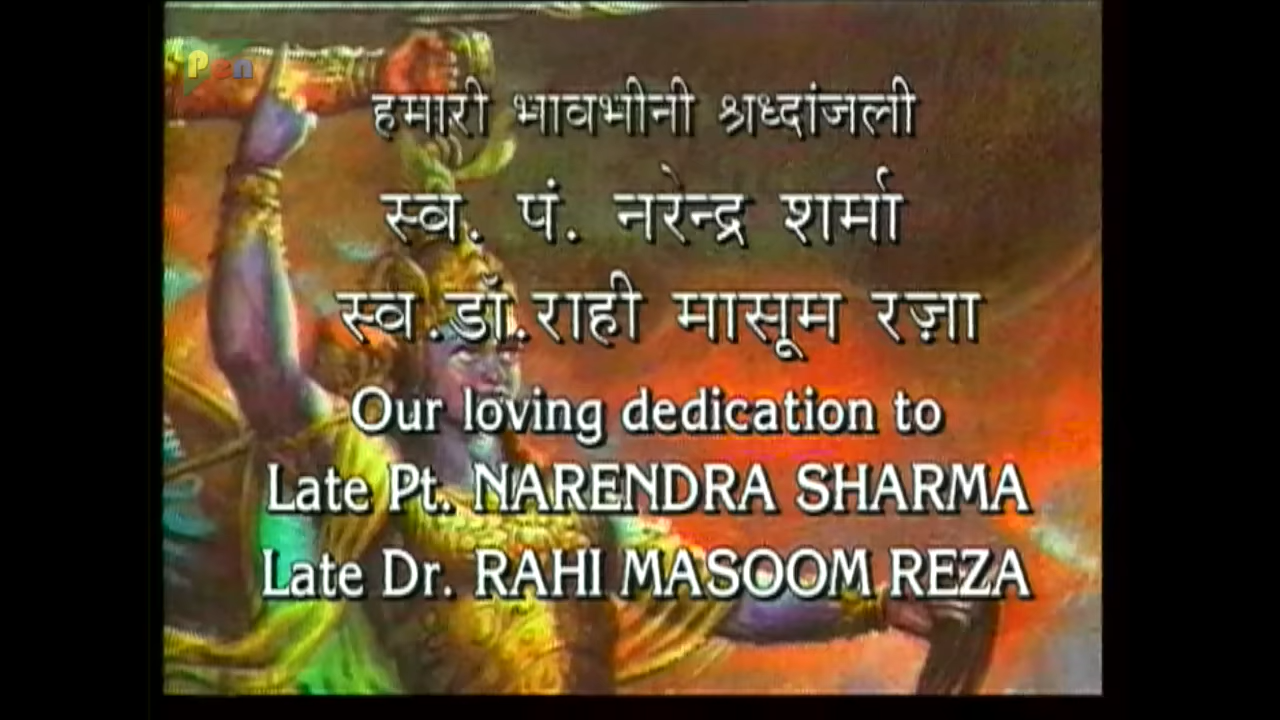 Pen
हमारी भावभीनी श्रध्दांजली
स्व. पं. नरेन्द्र शर्मा
स्व.डॉ.राही मासूम रज़ा
Our loving dedication to
Late Pt. NARENDRA SHARMA
Late Dr. RAHI MASOOM REZA